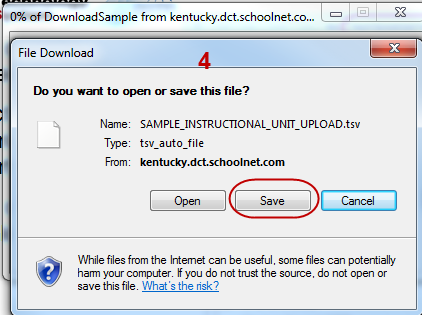 0% of DownloadSample from kentucky.dct.schoolnet.co...
File Download
4
Do you want to open or save this file?
Name: SAMPLE_INSTRUCTIONAL_UNIT_UPLOAD.tsv
Type: tsv_auto_file
From: kentucky.dct.schoolnet.com
Open Save Cancel
While files from the Internet can be useful, some files can potentially
harm your computer. If you do not trust the source, do not open or
save this file. What's the risk?